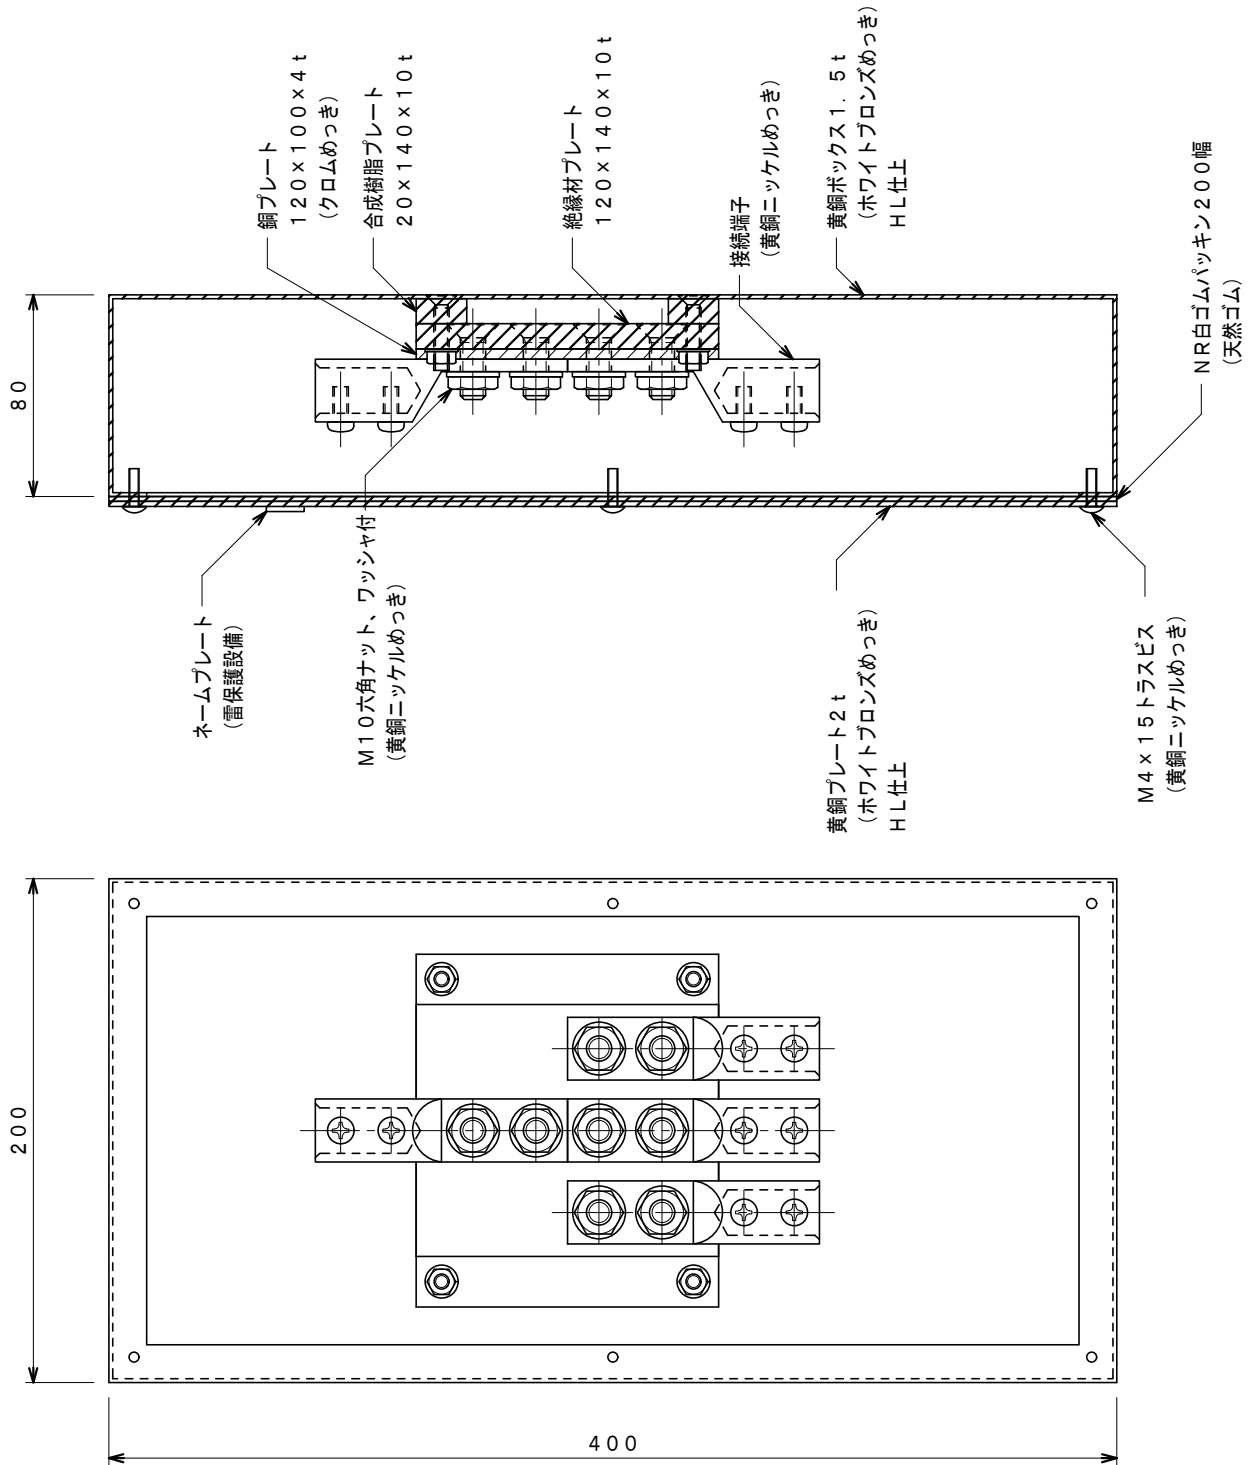 80
銅プレート
120×100×4t
(クロムめっき)
合成樹脂プレート
20×140×10t
絶縁材プレート
120×140×10t
接続端子
(黄銅ニッケルめっき)
黄銅ボックス1.5t
(ホワイトブロンズめっき)
HL仕上
NR白ゴムパッキン200幅
(天然ゴム)
ネームプレート
(雷保護設備)
M10六角ナット、ワッシャ付
(黄銅ニッケルめっき)
黄銅プレート2t
(ホワイトブロンズめっき)
HL仕上
M4×15トラスビス
(黄銅ニッケルめっき)
200
400